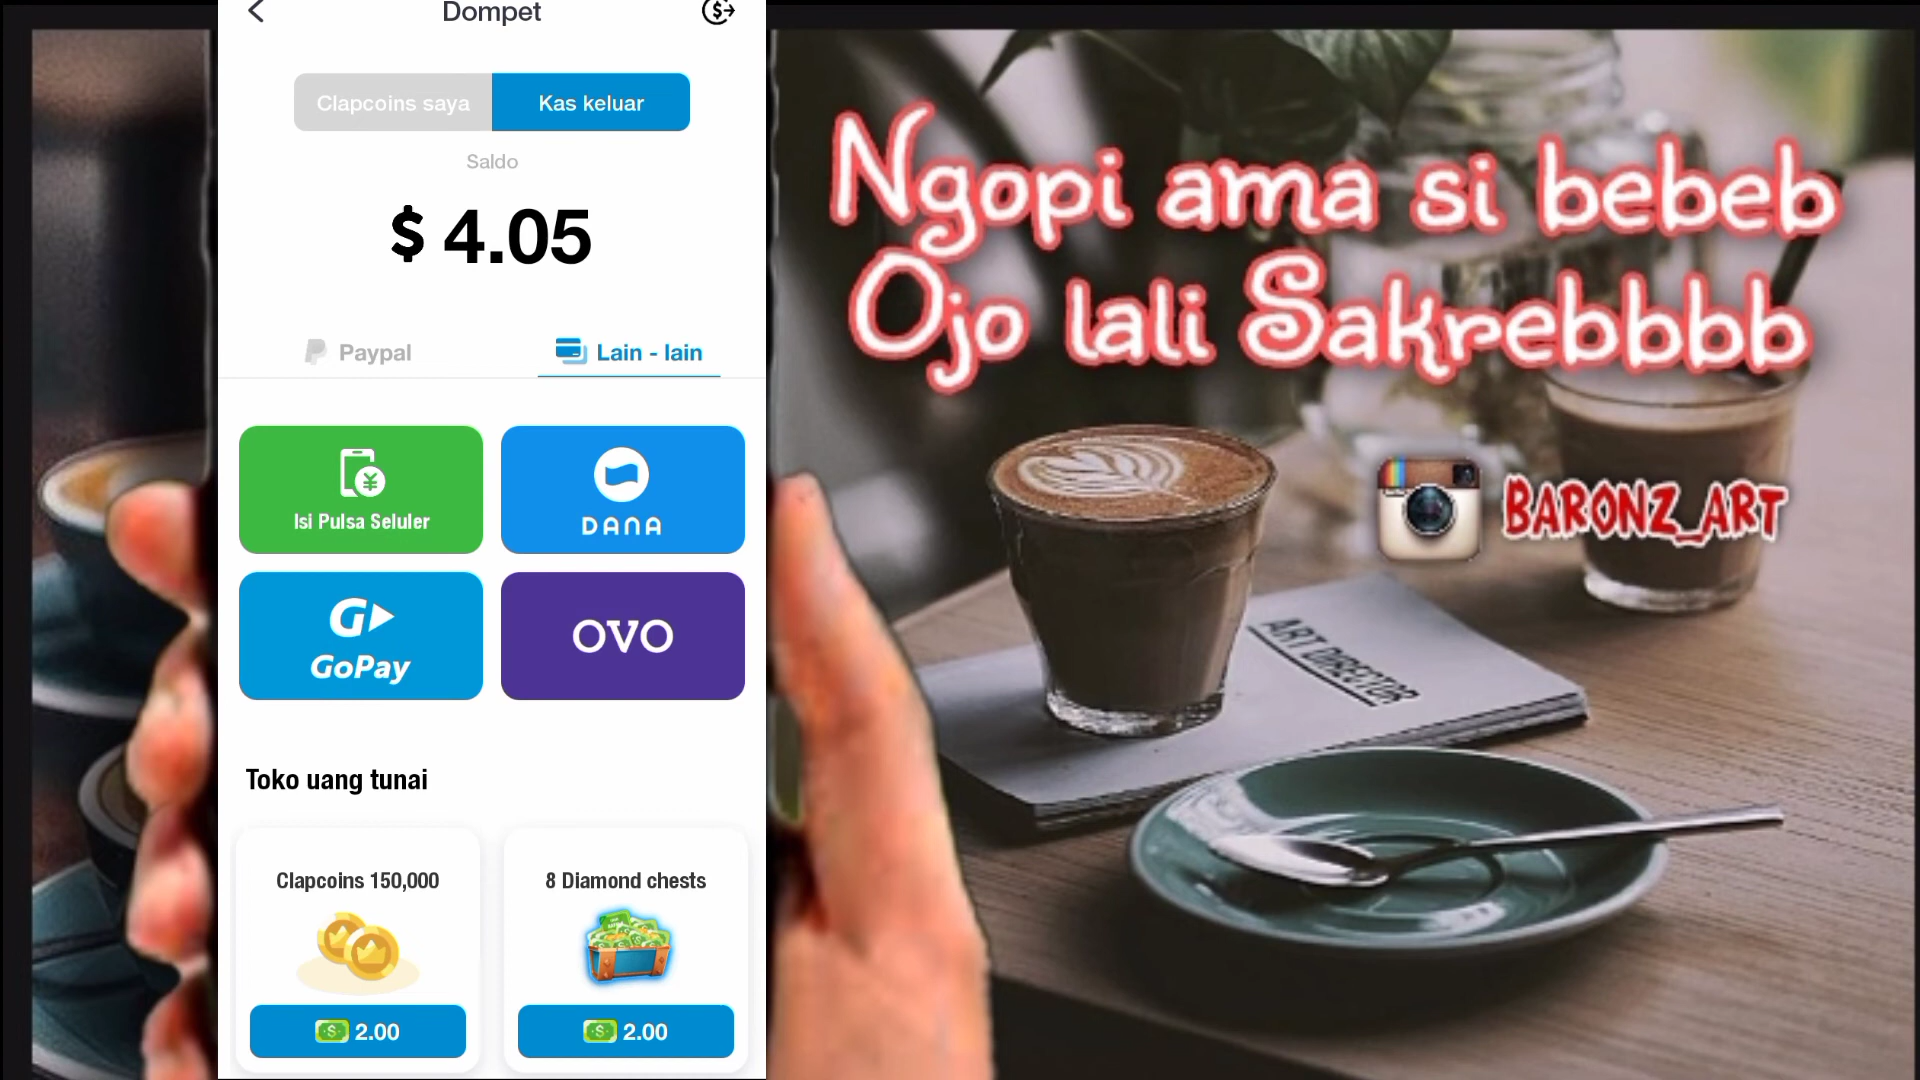 Dompet
Clapcoins saya
Kas keluar
Saldo
$ 4.05
Paypal
Lain - lain
Isi Pulsa Seluler
DANA
GoPay
OVO
Toko uang tunai
Clapcoins 150,000
8 Diamond chests
2.00
2.00
Ngopi ama si bebeb
Ojo lali Sakrebbbb
BARONZ_ART
ART DIRECTOR